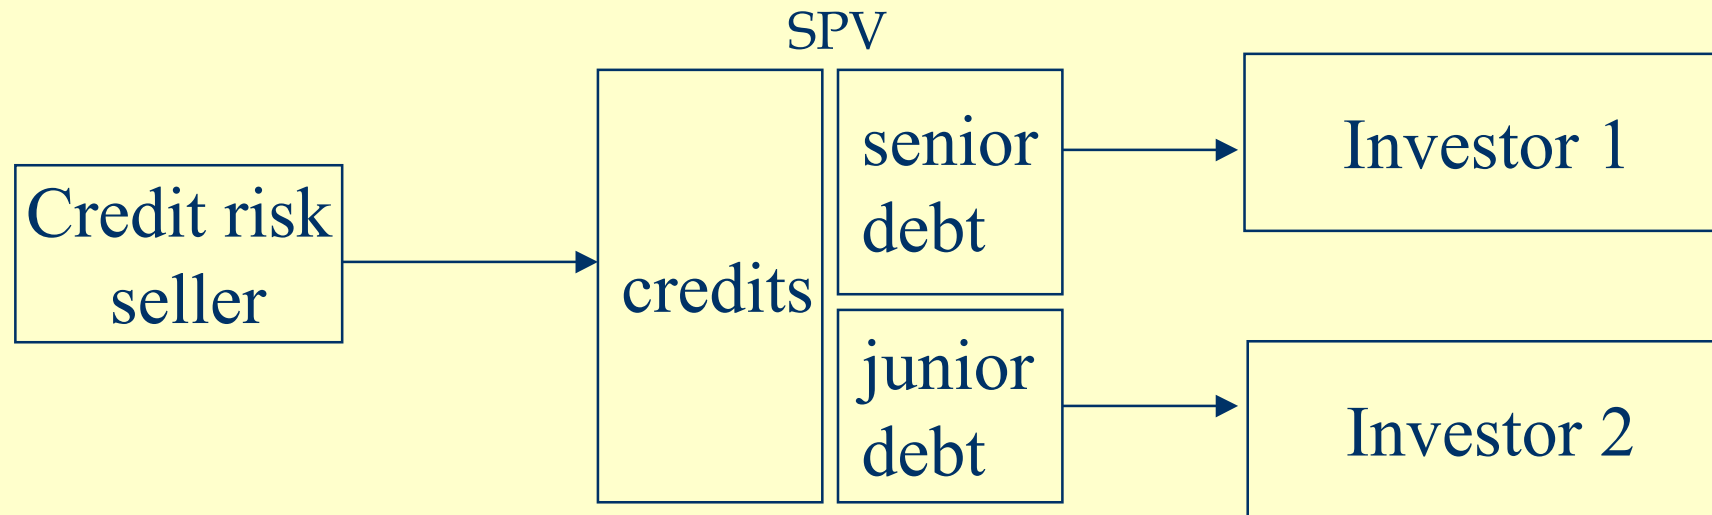 SPV
Credit risk
seller
credits
senior
debt
junior
debt
Investor 1
Investor 2